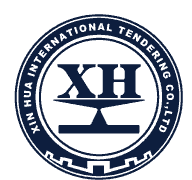 XIN HUA INTERNATIONAL TENDERING CO.,LTD
XH